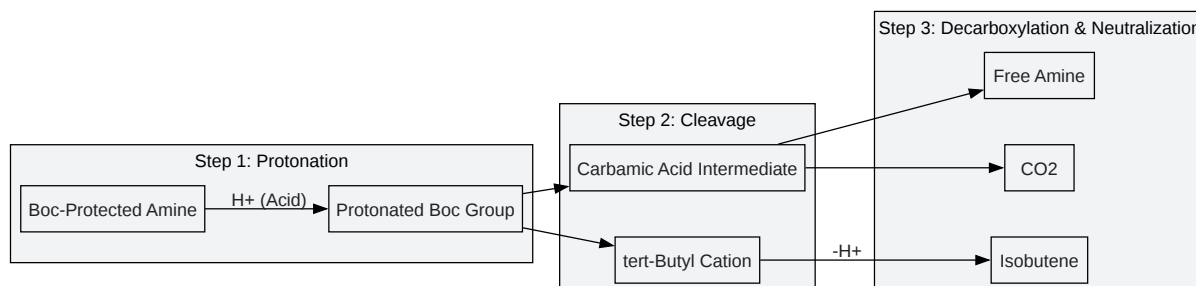 Step 1: Protonation
Boc-Protected Amine
H+ (Acid)
Protonated Boc Group
Step 2: Cleavage
Carbamic Acid Intermediate
tert-Butyl Cation
-H+
Step 3: Decarboxylation & Neutralization
Free Amine
CO2
Isobutene